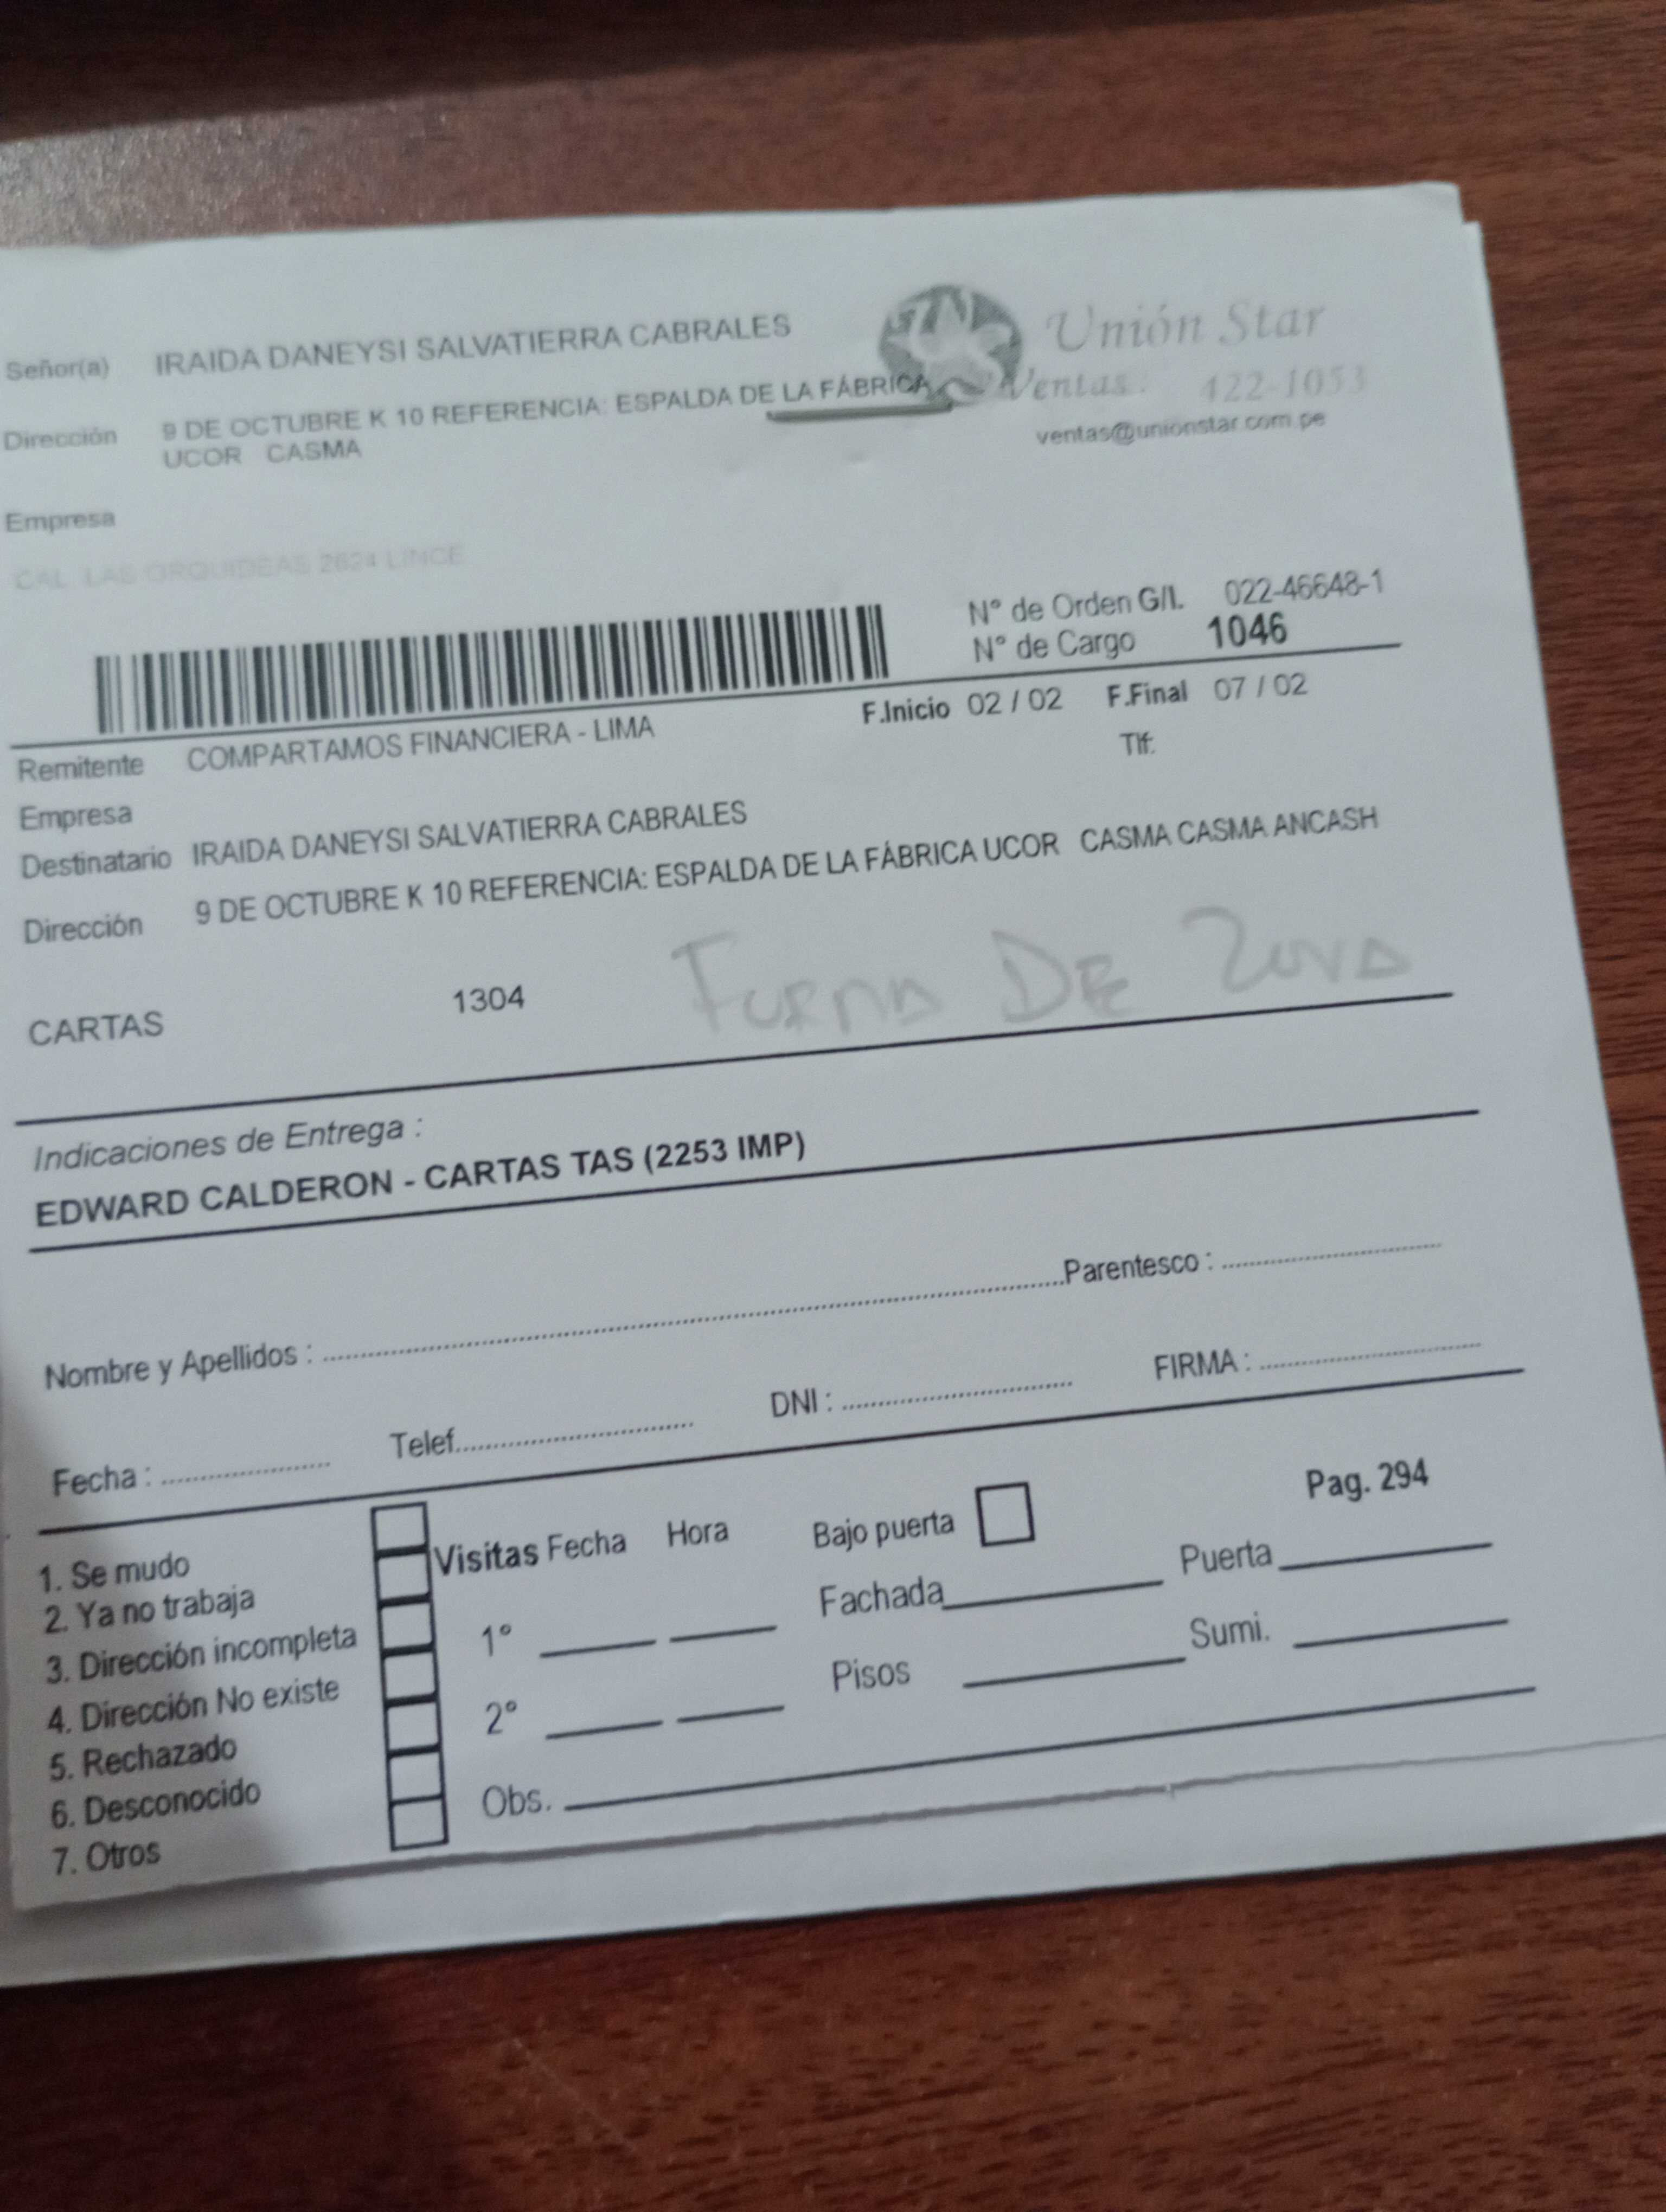 Señor(a) IRAIDA DANEYSI SALVATIERRA CABRALES
Unión Star
Ventas: 422-1053
ventas@unionstar.com.pe
Dirección 9 DE OCTUBRE K 10 REFERENCIA: ESPALDA DE LA FÁBRICA
UCOR CASMA
Empresa
CAL LAS ORQUIDEAS 2624 LINCE
N° de Orden G/I. 022-46648-1
N° de Cargo 1046
F.Inicio 02 / 02 F.Final 07 / 02
Remitente COMPARTAMOS FINANCIERA - LIMA
Tlf:
Empresa
Destinatario IRAIDA DANEYSI SALVATIERRA CABRALES
Dirección 9 DE OCTUBRE K 10 REFERENCIA: ESPALDA DE LA FÁBRICA UCOR CASMA CASMA ANCASH
CARTAS 1304 FUERA DE ZONA
Indicaciones de Entrega :
EDWARD CALDERON - CARTAS TAS (2253 IMP)
Nombre y Apellidos : Parentesco :
Fecha : Telef. DNI : FIRMA :
Pag. 294
1. Se mudo
2. Ya no trabaja
3. Dirección incompleta
4. Dirección No existe
5. Rechazado
6. Desconocido
7. Otros
Visitas Fecha Hora
1°
2°
Obs.
Bajo puerta
Fachada Puerta
Pisos Sumi.